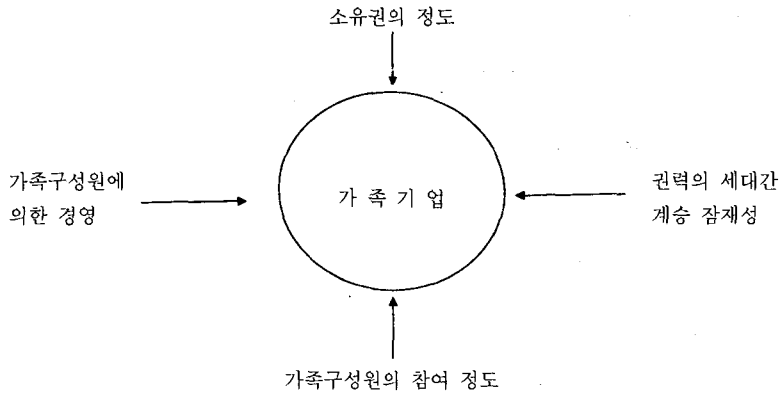 소유권의 정도
가족구성원에
의한 경영
가 족 기 업
권력의 세대간
계승 잠재성
가족구성원의 참여 정도